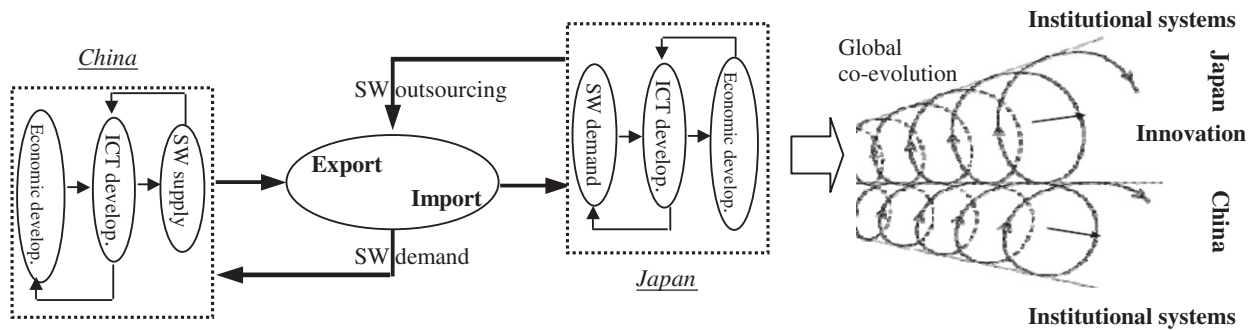 China
Economic develop.
ICT develop.
SW supply
SW outsourcing
Export
Import
SW demand
SW demand
ICT develop.
Economic develop.
Japan
Global
co-evolution
Institutional systems
Japan
Innovation
China
Institutional systems